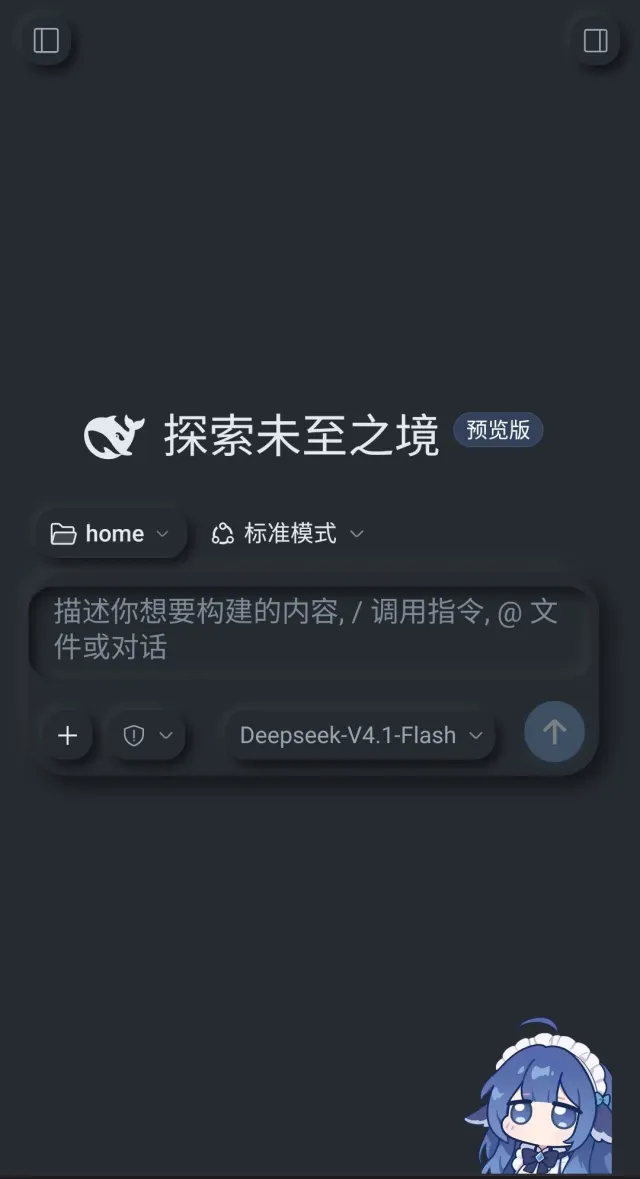 探索未至之境 预览版
home 标准模式
描述你想要构建的内容, / 调用指令, @ 文
件或对话
Deepseek-V4.1-Flash